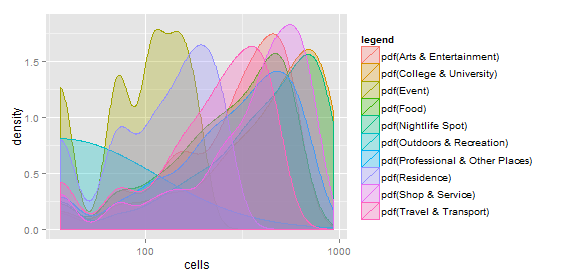 density
1.5
1.0
0.5
0.0
100
1000
cells
legend
pdf(Arts & Entertainment)
pdf(College & University)
pdf(Event)
pdf(Food)
pdf(Nightlife Spot)
pdf(Outdoors & Recreation)
pdf(Professional & Other Places)
pdf(Residence)
pdf(Shop & Service)
pdf(Travel & Transport)